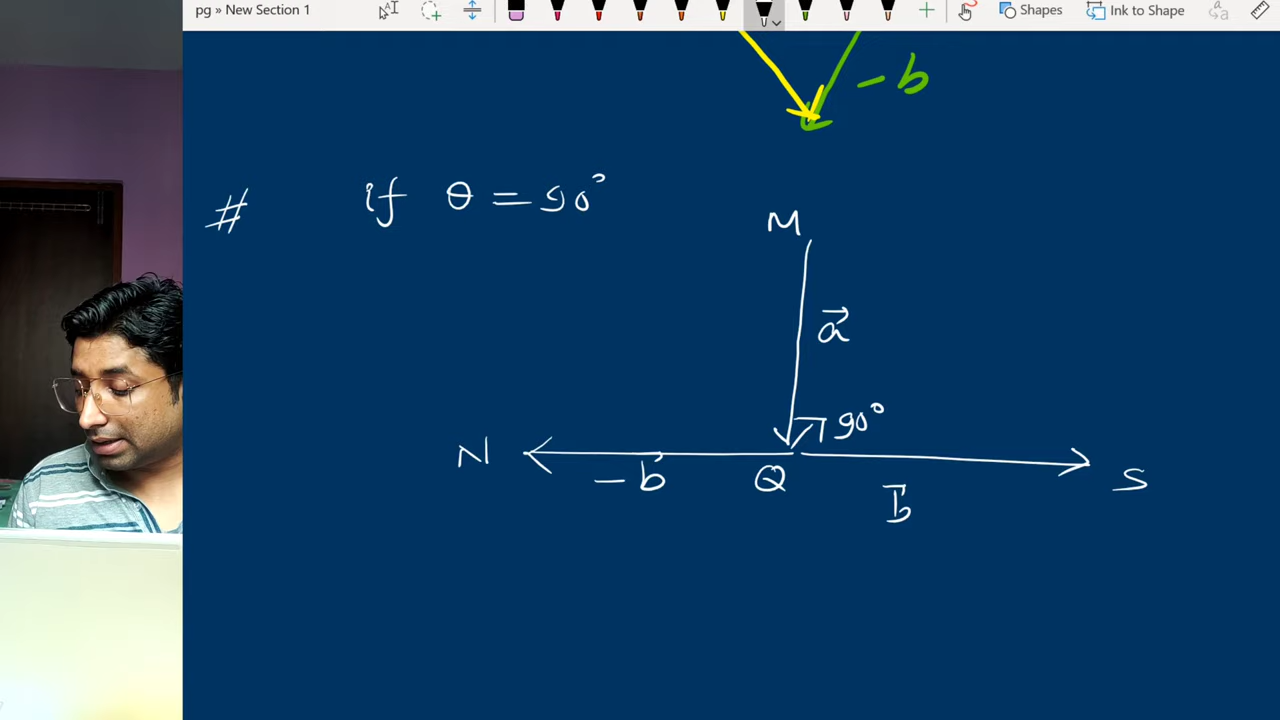 pg » New Section 1
Shapes
Ink to Shape
- b
# if θ = 90°
M
a⃗
90°
N
- b⃗
Q
b⃗
S